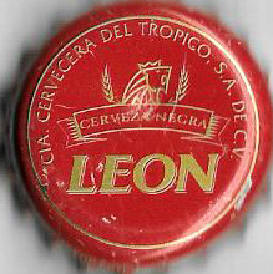 CIA. CERVECERA DEL TROPICO, S.A. DE C.V.
CERVEZA NEGRA
LEON